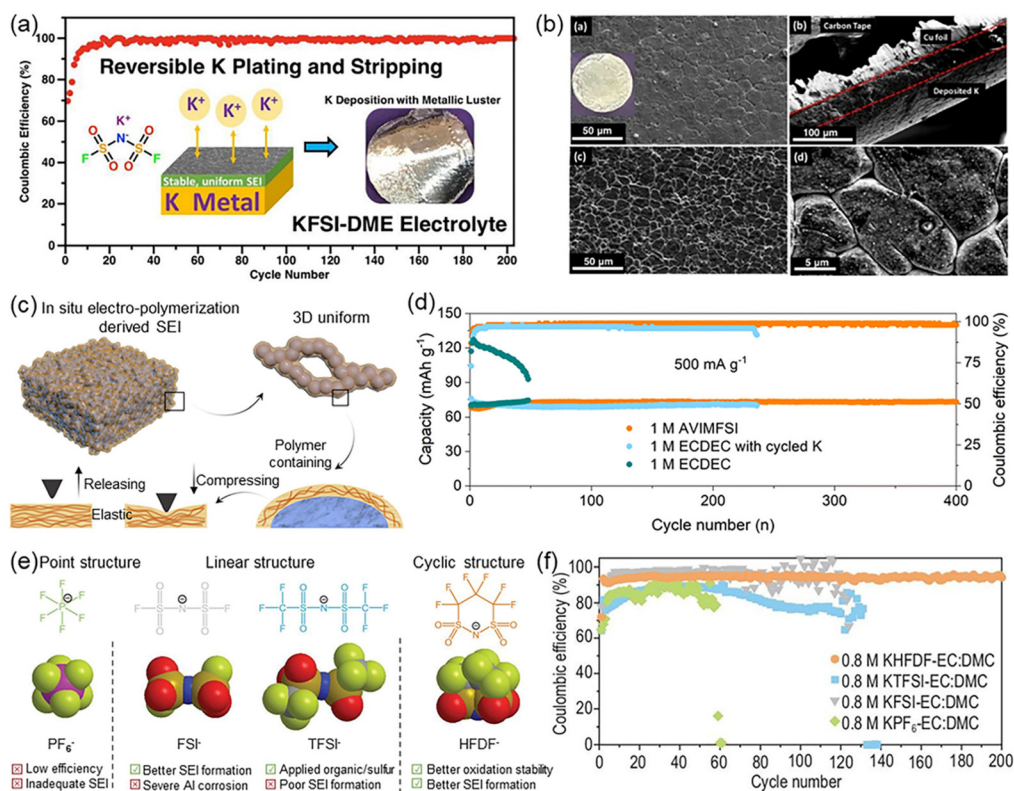 (a)
100
80
60
40
20
0
Coulombic Efficiency (%)
Reversible K Plating and Stripping
K+ K+ K+
K Deposition with Metallic Luster
K+
O O
N-
S S
F O O F
Stable, uniform SEI
K Metal
KFSI-DME Electrolyte
0 20 40 60 80 100 120 140 160 180 200
Cycle Number
(b)
(a)
50 µm
(b)
Carbon Tape
Cu foil
Deposited K
100 µm
(c)
50 µm
(d)
5 µm
(c)
In situ electro-polymerization
derived SEI
3D uniform
Polymer
containing
Releasing
Compressing
Elastic
(d)
150
120
90
60
30
0
Capacity (mAh g-1)
500 mA g-1
1 M AVIMFSI
1 M ECDEC with cycled K
1 M ECDEC
100
75
50
25
0
Coulombic efficiency (%)
0 100 200 300 400
Cycle number (n)
(e)
Point structure
Linear structure
Cyclic structure
F F
F P F
F F
O O
F S N S F
O O
F O O F
F C S N S C F
F O O F
F F
F F
F F
O S S O
O N O
PF6-
FSI-
TFSI-
HFDF-
Low efficiency
Inadequate SEI
Better SEI formation
Severe Al corrosion
Applied organic/sulfur
Poor SEI formation
Better oxidation stability
Better SEI formation
(f)
100
80
60
40
20
0
Coulombic efficiency (%)
0.8 M KHFDF-EC:DMC
0.8 M KTFSI-EC:DMC
0.8 M KFSI-EC:DMC
0.8 M KPF6-EC:DMC
0 20 40 60 80 100 120 140 160 180 200
Cycle number